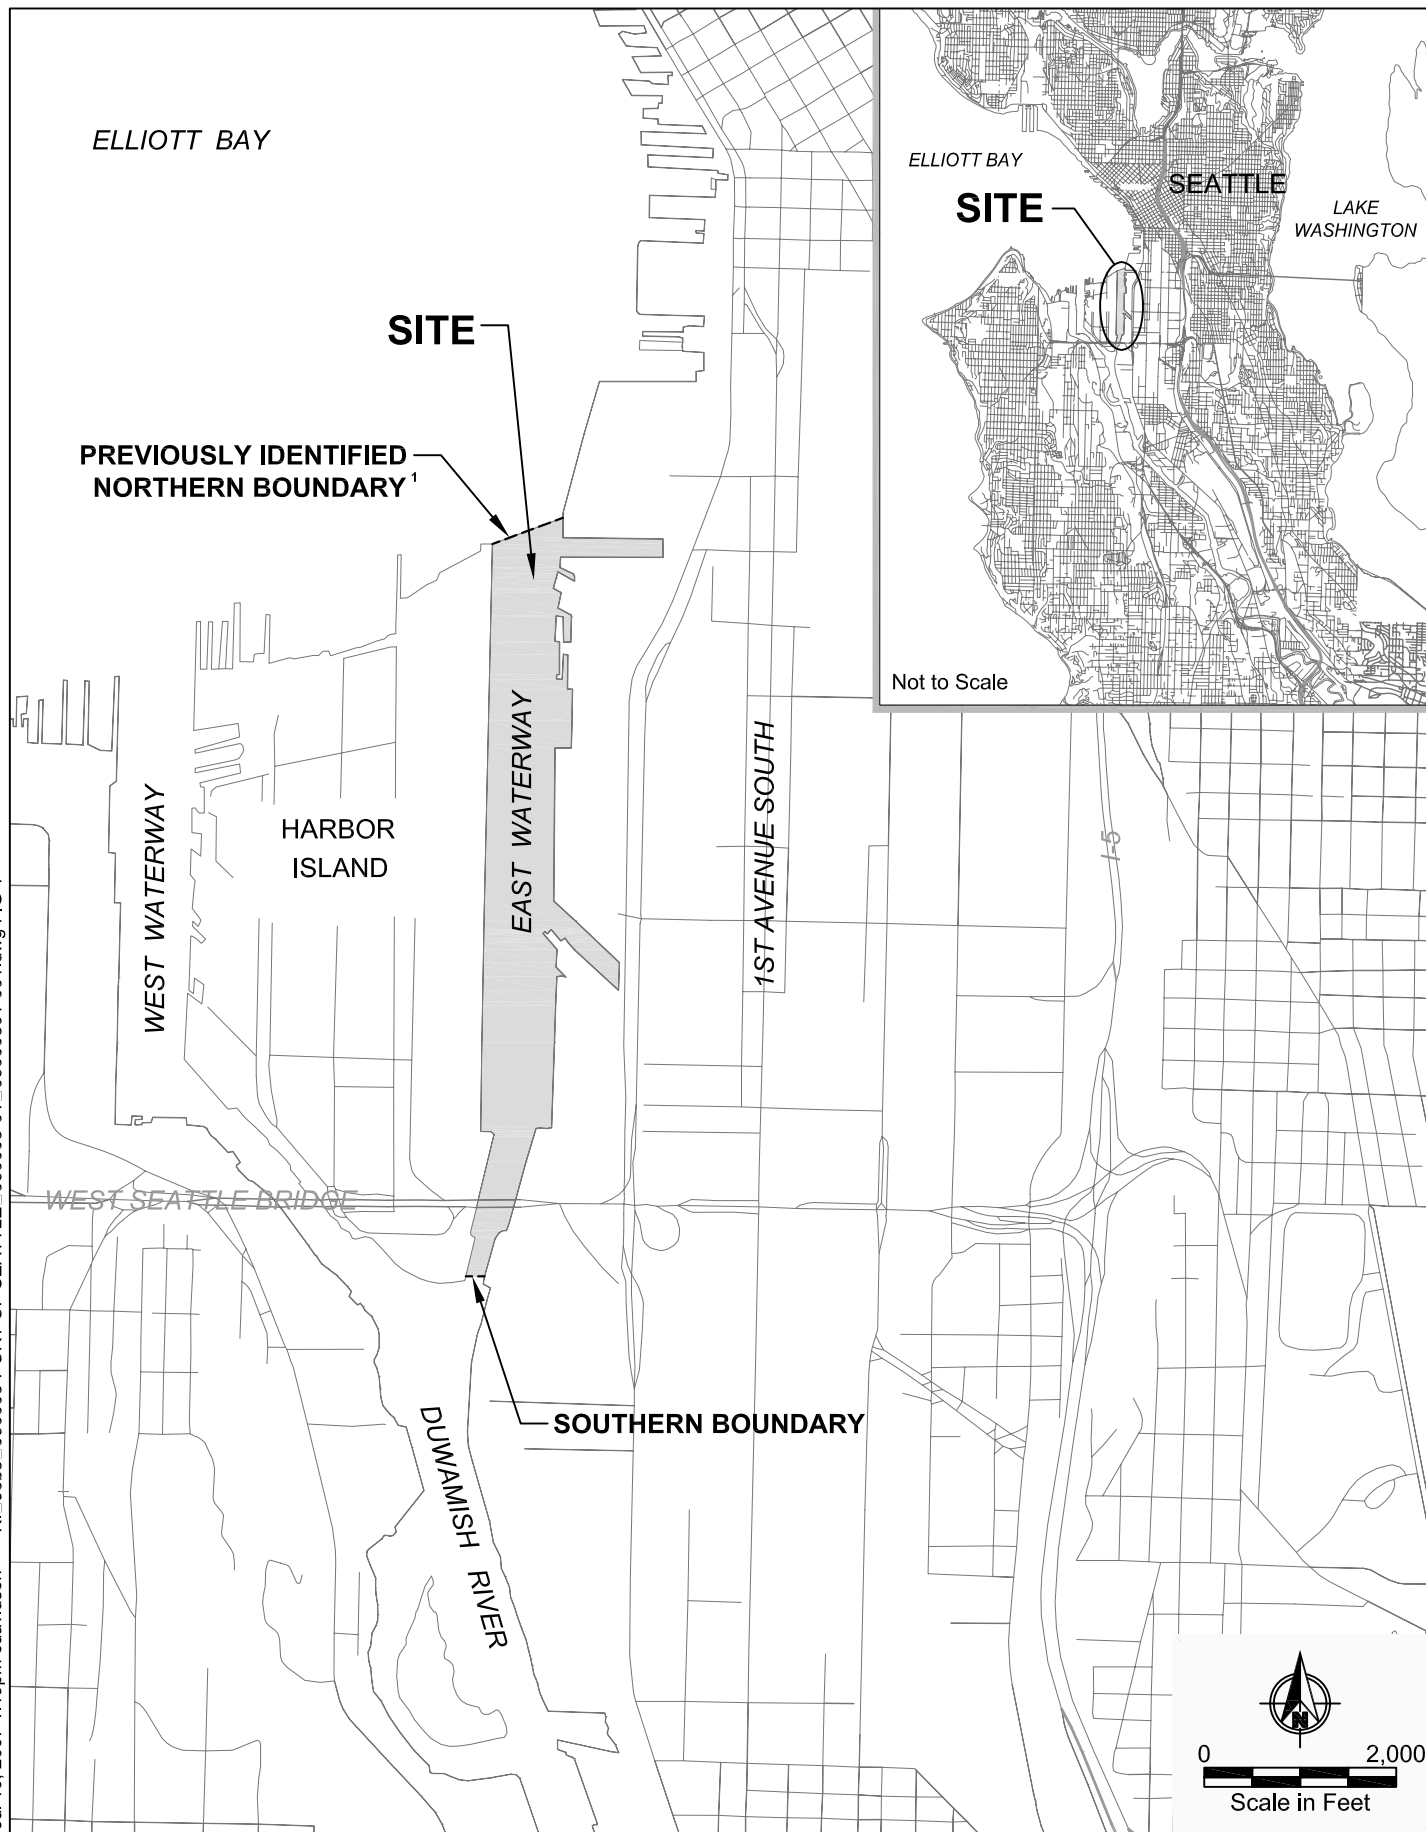 ELLIOTT BAY
SITE
PREVIOUSLY IDENTIFIED
NORTHERN BOUNDARY 1
ELLIOTT BAY
SITE
SEATTLE
LAKE
WASHINGTON
Not to Scale
WEST WATERWAY
HARBOR
ISLAND
EAST WATERWAY
1ST AVENUE SOUTH
I-5
WEST SEATTLE BRIDGE
SOUTHERN BOUNDARY
DUWAMISH RIVER
N
0 2,000
Scale in Feet